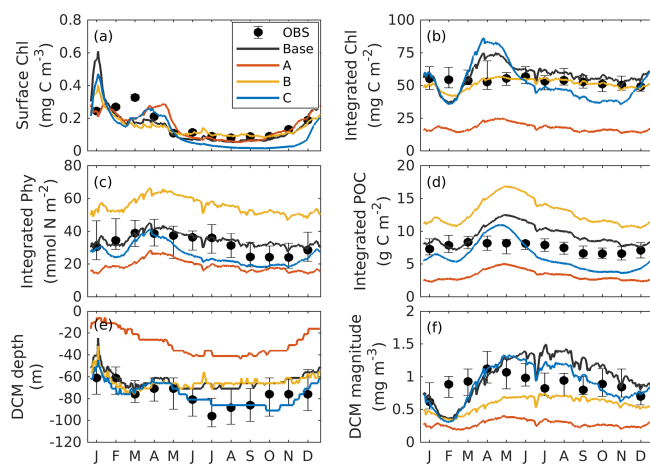 (a)
Surface Chl
(mg C m-3)
0.8
0.6
0.4
0.2
0
OBS
Base
A
B
C
(b)
Integrated Chl
(mg C m-2)
100
75
50
25
0
(c)
Integrated Phy
(mmol N m-2)
80
60
40
20
0
(d)
Integrated POC
(g C m-2)
20
15
10
5
0
(e)
DCM depth
(m)
0
-20
-40
-60
-80
-100
-120
J F M A M J J A S O N D
(f)
DCM magnitude
(mg m-3)
2
1.5
1
0.5
0
J F M A M J J A S O N D